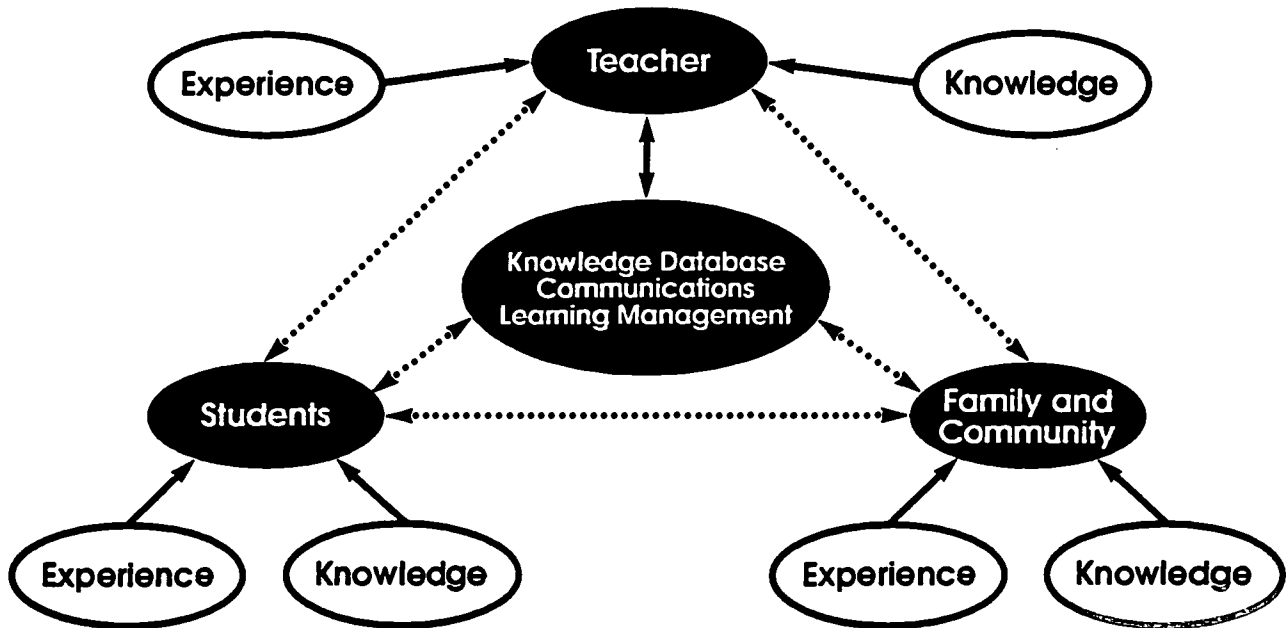 Teacher
Experience
Knowledge
Knowledge Database
Communications
Learning Management
Students
Family and
Community
Experience
Knowledge
Experience
Knowledge